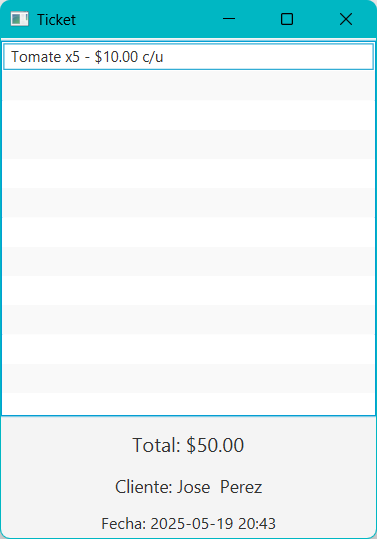 Ticket
Tomate x5 - $10.00 c/u
Total: $50.00
Cliente: Jose  Perez
Fecha: 2025-05-19 20:43